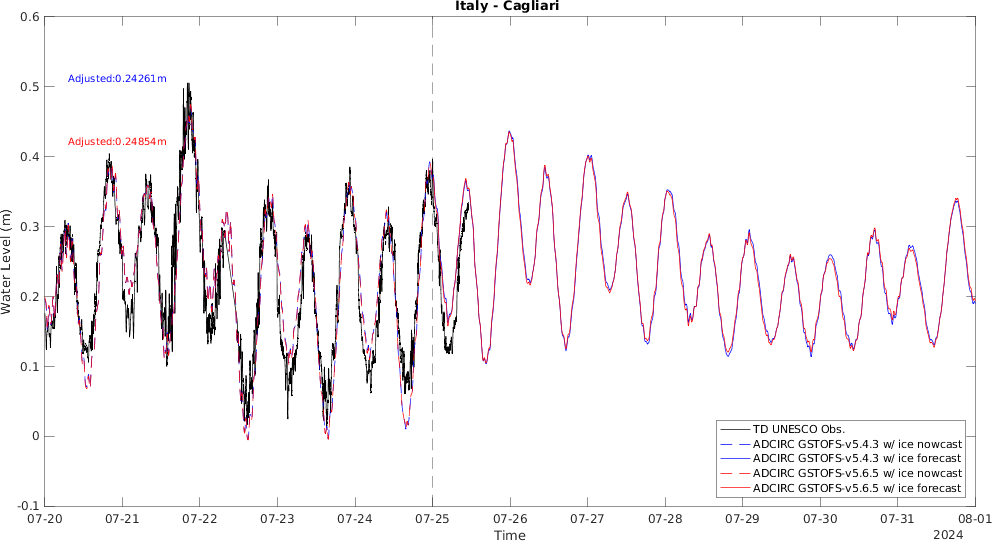 Italy - Cagliari
0.6
0.5
0.4
0.3
0.2
0.1
0
-0.1
Water Level (m)
Adjusted:0.24261m
Adjusted:0.24854m
TD UNESCO Obs.
ADCIRC GSTOFS-v5.4.3 w/ ice nowcast
ADCIRC GSTOFS-v5.4.3 w/ ice forecast
ADCIRC GSTOFS-v5.6.5 w/ ice nowcast
ADCIRC GSTOFS-v5.6.5 w/ ice forecast
07-20 07-21 07-22 07-23 07-24 07-25 07-26 07-27 07-28 07-29 07-30 07-31 08-01
Time
2024